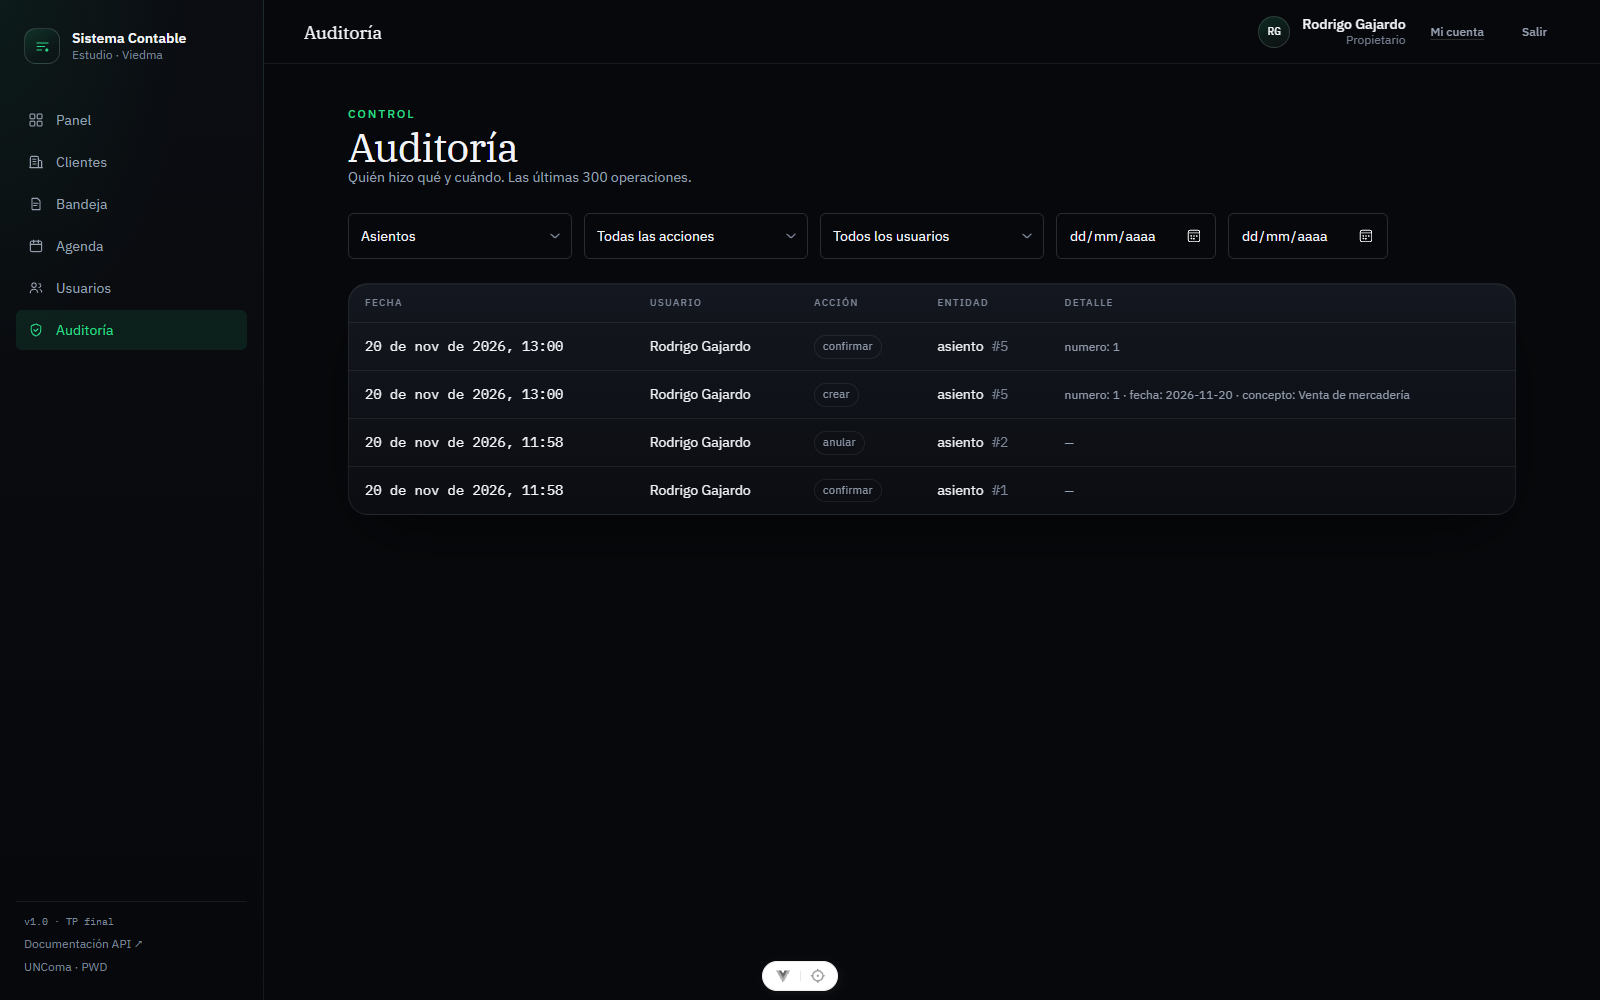 Sistema Contable
Estudio · Viedma
Panel
Clientes
Bandeja
Agenda
Usuarios
Auditoría
v1.0 · TP final
Documentación API ↗
UNComa · PWD
Auditoría
RG
Rodrigo Gajardo
Propietario
Mi cuenta
Salir
CONTROL
Auditoría
Quién hizo qué y cuándo. Las últimas 300 operaciones.
Asientos
Todas las acciones
Todos los usuarios
dd/mm/aaaa
dd/mm/aaaa
FECHA USUARIO ACCIÓN ENTIDAD DETALLE
20 de nov de 2026, 13:00 Rodrigo Gajardo confirmar asiento #5 numero: 1
20 de nov de 2026, 13:00 Rodrigo Gajardo crear asiento #5 numero: 1 · fecha: 2026-11-20 · concepto: Venta de mercadería
20 de nov de 2026, 11:58 Rodrigo Gajardo anular asiento #2 —
20 de nov de 2026, 11:58 Rodrigo Gajardo confirmar asiento #1 —